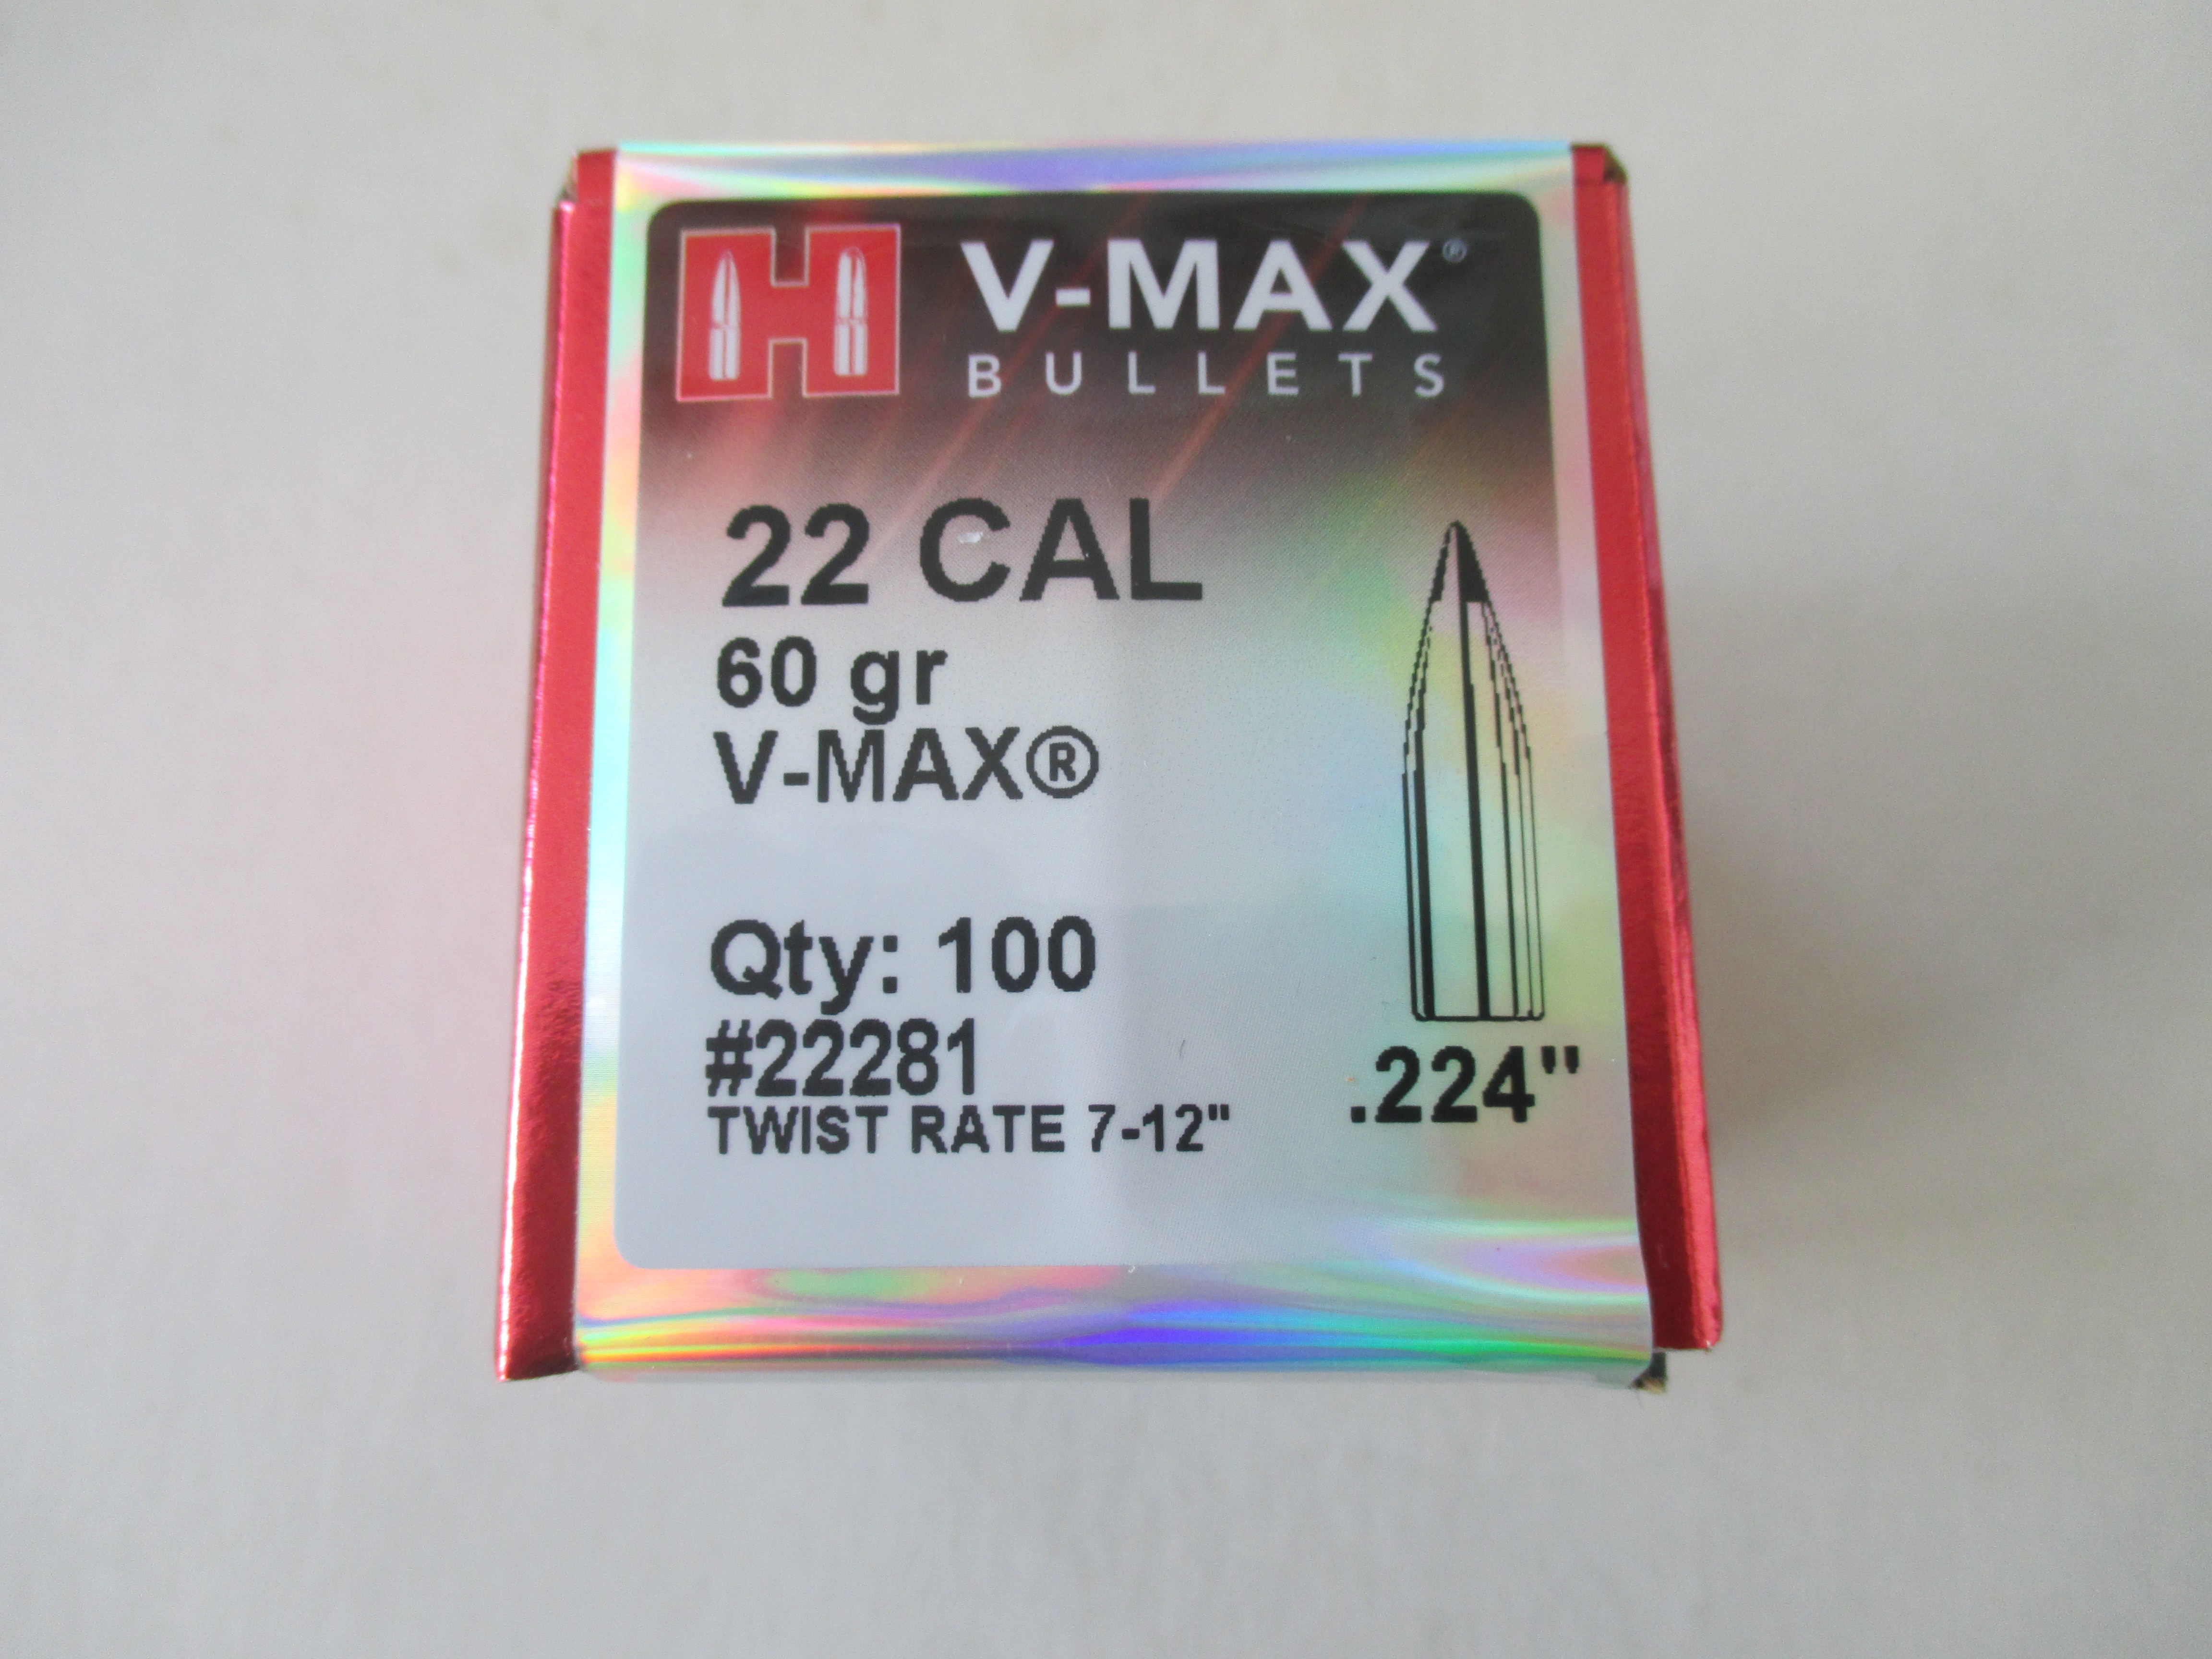 H V-MAX®
BULLETS
22 CAL
60 gr
V-MAX®
Qty: 100
#22281
TWIST RATE 7-12"
.224"